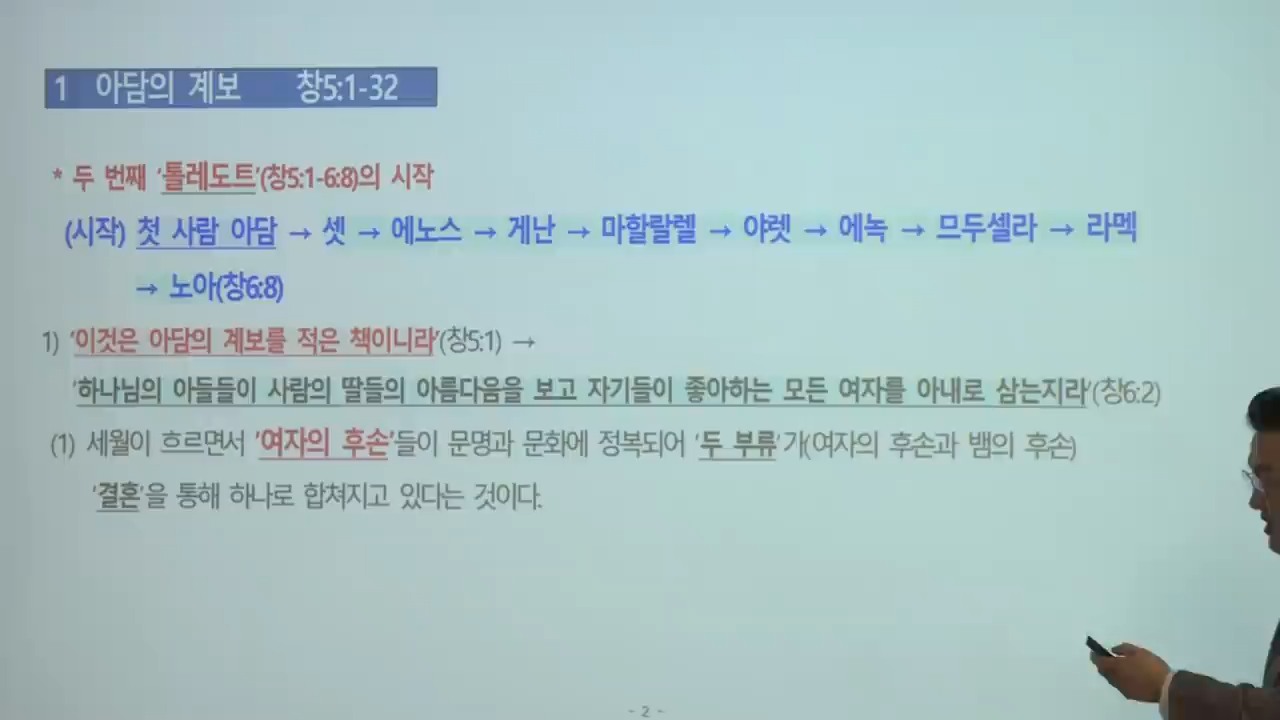 1 아담의 계보 창5:1-32
* 두 번째 '톨레도트'(창5:1-6:8)의 시작
(시작) 첫 사람 아담 → 셋 → 에노스 → 게난 → 마할랄렐 → 야렛 → 에녹 → 므두셀라 → 라멕
→ 노아(창6:8)
1) '이것은 아담의 계보를 적은 책이니라'(창5:1) →
'하나님의 아들들이 사람의 딸들의 아름다움을 보고 자기들이 좋아하는 모든 여자를 아내로 삼는지라'(창6:2)
(1) 세월이 흐르면서 '여자의 후손'들이 문명과 문화에 정복되어 '두 부류'가(여자의 후손과 뱀의 후손)
'결혼'을 통해 하나로 합쳐지고 있다는 것이다.
- 2 -